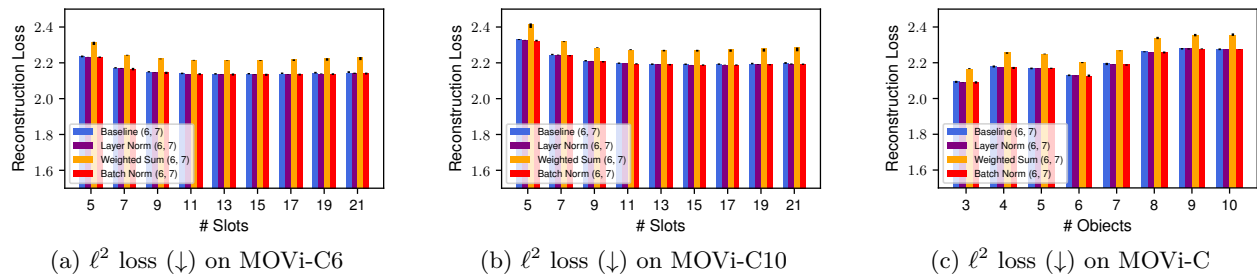 Reconstruction Loss
2.4
2.2
2.0
1.8
1.6
Baseline (6, 7)
Layer Norm (6, 7)
Weighted Sum (6, 7)
Batch Norm (6, 7)
5 7 9 11 13 15 17 19 21
# Slots
(a) ℓ² loss (↓) on MOVi-C6
Reconstruction Loss
2.4
2.2
2.0
1.8
1.6
Baseline (6, 7)
Layer Norm (6, 7)
Weighted Sum (6, 7)
Batch Norm (6, 7)
5 7 9 11 13 15 17 19 21
# Slots
(b) ℓ² loss (↓) on MOVi-C10
Reconstruction Loss
2.4
2.2
2.0
1.8
1.6
Baseline (6, 7)
Layer Norm (6, 7)
Weighted Sum (6, 7)
Batch Norm (6, 7)
3 4 5 6 7 8 9 10
# Objects
(c) ℓ² loss (↓) on MOVi-C